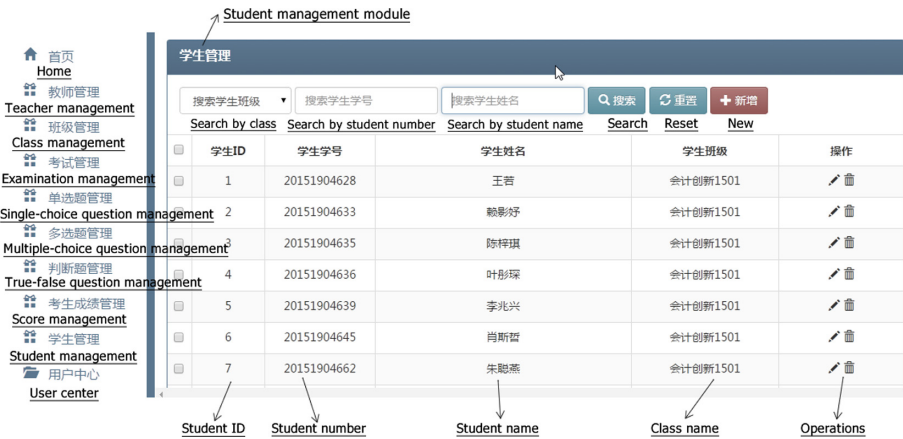 Student management module
首页
Home
教师管理
Teacher management
班级管理
Class management
考试管理
Examination management
单选题管理
Single-choice question management
多选题管理
Multiple-choice question management
判断题管理
True-false question management
考生成绩管理
Score management
学生管理
Student management
用户中心
User center
学生管理
搜索学生班级 搜索学生学号 搜索学生姓名 搜索 重置 新增
Search by class Search by student number Search by student name Search Reset New
学生ID 学生学号 学生姓名 学生班级 操作
1 20151904628 王若 会计创新1501
2 20151904633 赖影妤 会计创新1501
3 20151904635 陈梓琪 会计创新1501
4 20151904636 叶彤琛 会计创新1501
5 20151904639 李兆兴 会计创新1501
6 20151904645 肖斯哲 会计创新1501
7 20151904662 朱聪燕 会计创新1501
Student ID Student number Student name Class name Operations